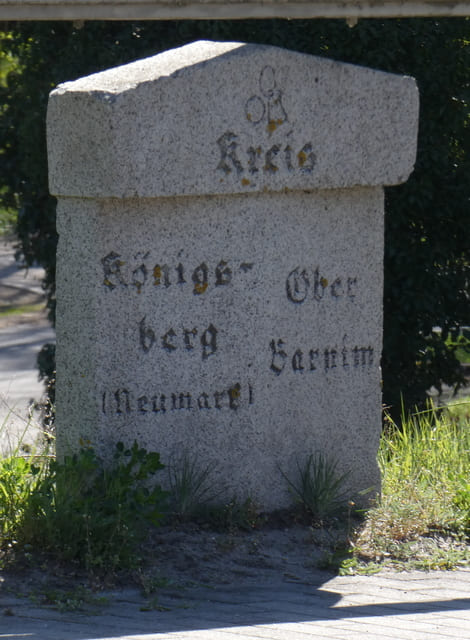 Kreis
Königs-
berg
(Neumark)
Ober
Barnim